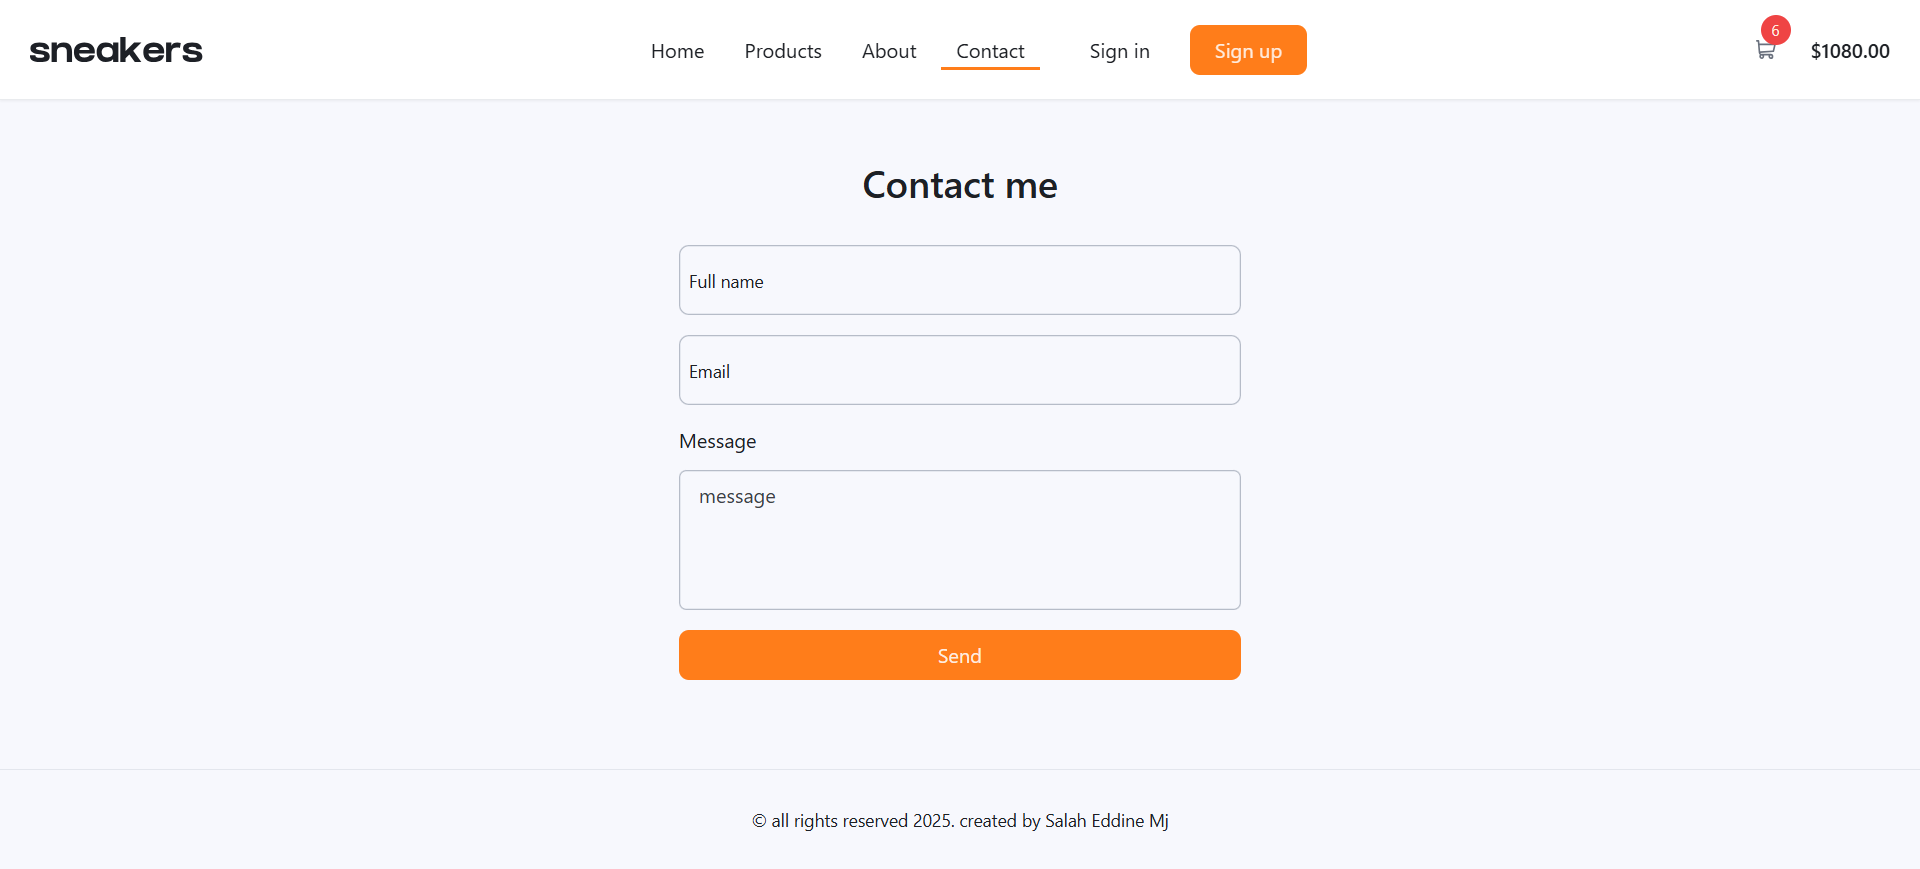 sneakers
Home
Products
About
Contact
Sign in
Sign up
6
$1080.00
Contact me
Full name
Email
Message
message
Send
© all rights reserved 2025. created by Salah Eddine Mj